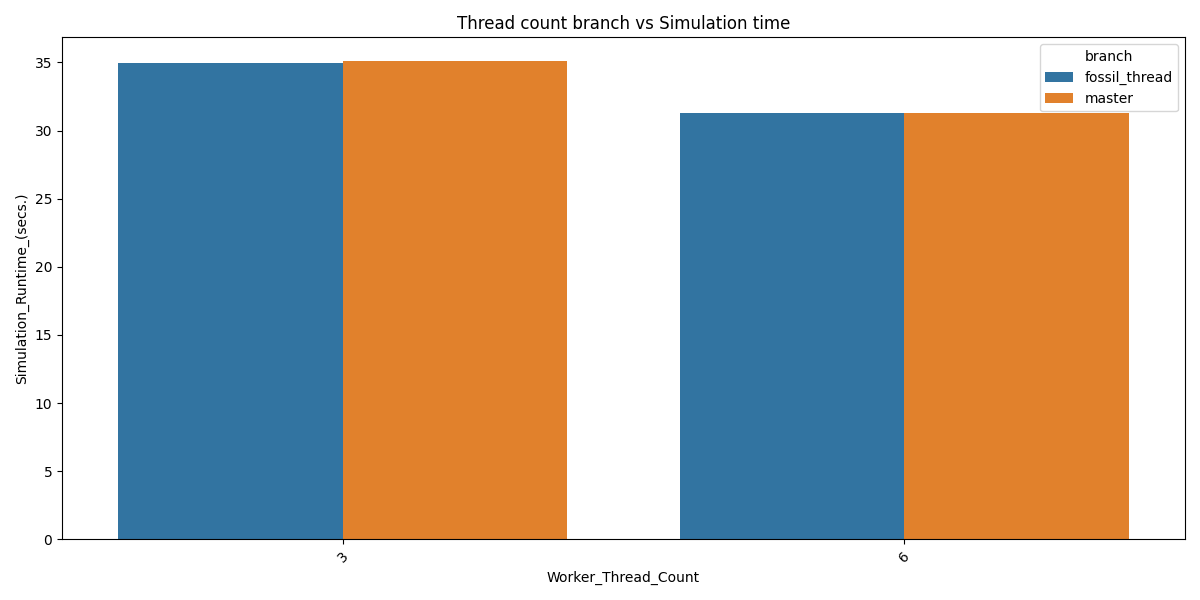 Thread count branch vs Simulation time
branch
fossil_thread
master
Simulation_Runtime_(secs.)
35
30
25
20
15
10
5
0
3
6
Worker_Thread_Count